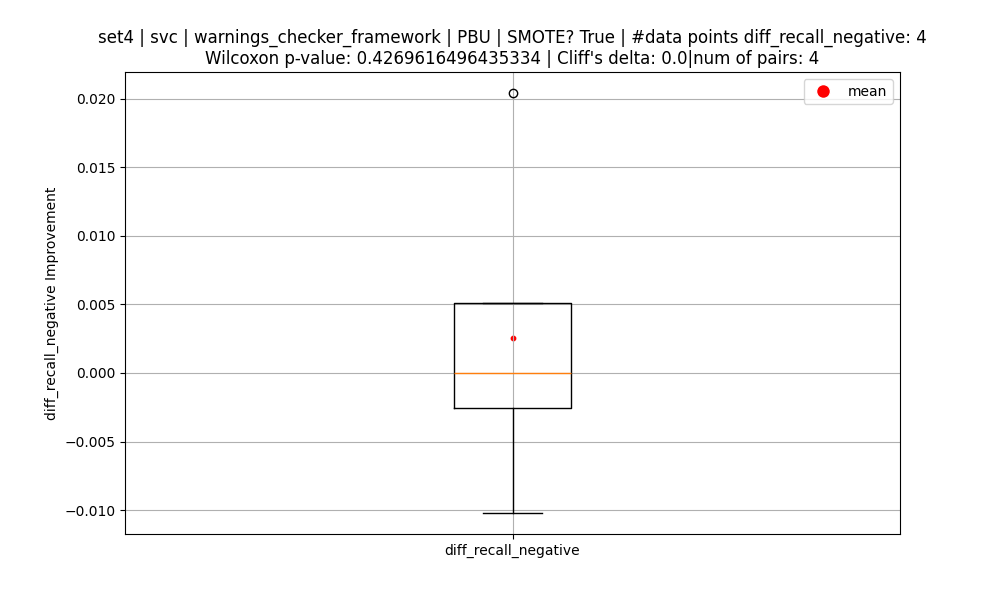 set4 | svc | warnings_checker_framework | PBU | SMOTE? True | #data points diff_recall_negative: 4
Wilcoxon p-value: 0.4269616496435334 | Cliff's delta: 0.0|num of pairs: 4
mean
0.020
0.015
0.010
0.005
0.000
−0.005
−0.010
diff_recall_negative Improvement
diff_recall_negative